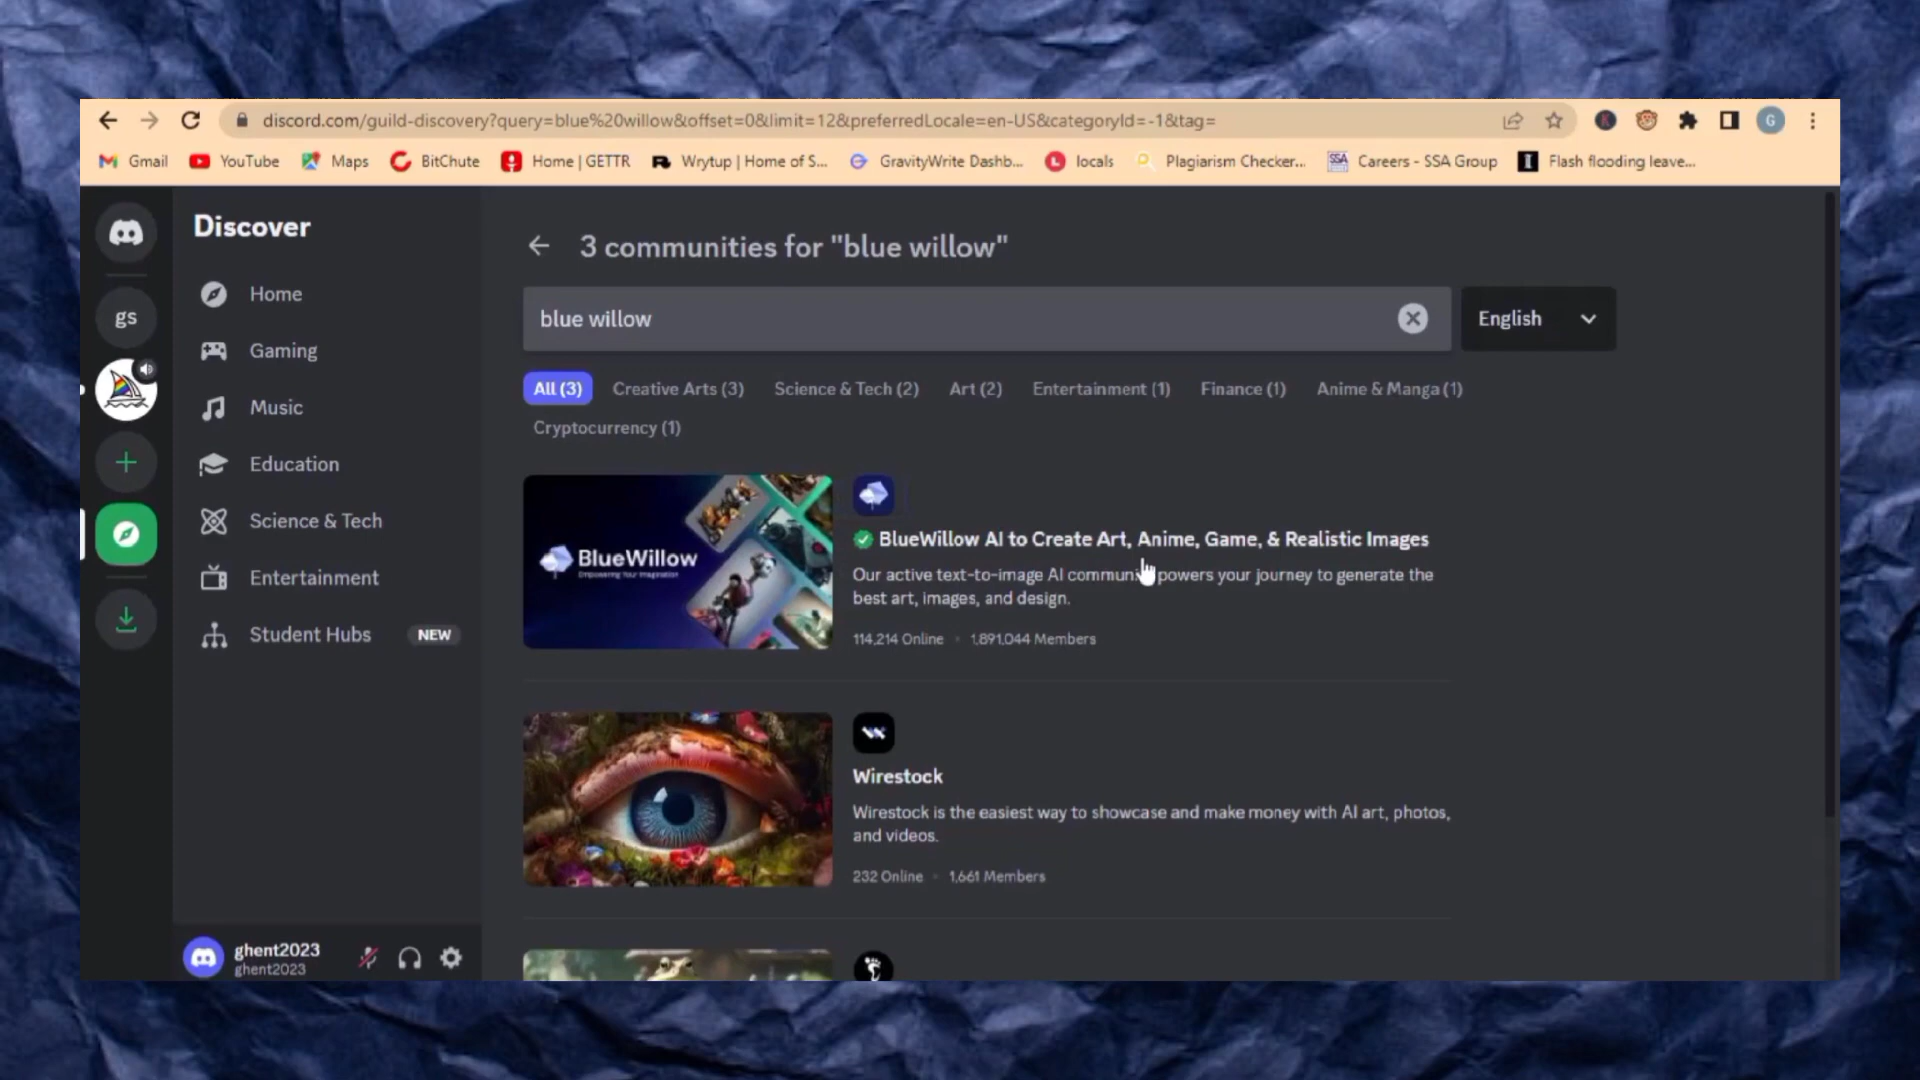 discord.com/guild-discovery?query=blue%20willow&offset=0&limit=12&preferredLocale=en-US&categoryId=-1&tag=
G
Gmail YouTube Maps BitChute Home | GETTR Wrytup | Home of S... GravityWrite Dashb... locals Plagiarism Checker... SSA Careers - SSA Group Flash flooding leave...
Discover
3 communities for "blue willow"
Home
gs
blue willow
English
Gaming
All (3) Creative Arts (3) Science & Tech (2) Art (2) Entertainment (1) Finance (1) Anime & Manga (1)
Music
Cryptocurrency (1)
Education
Science & Tech
BlueWillow AI to Create Art, Anime, Game, & Realistic Images
BlueWillow
Empowering Your Imagination
Entertainment
Our active text-to-image AI powers your journey to generate the
best art, images, and design.
Student Hubs NEW
114,214 Online • 1,891,044 Members
Wirestock
Wirestock is the easiest way to showcase and make money with AI art, photos,
and videos.
232 Online • 1,661 Members
ghent2023
ghent2023